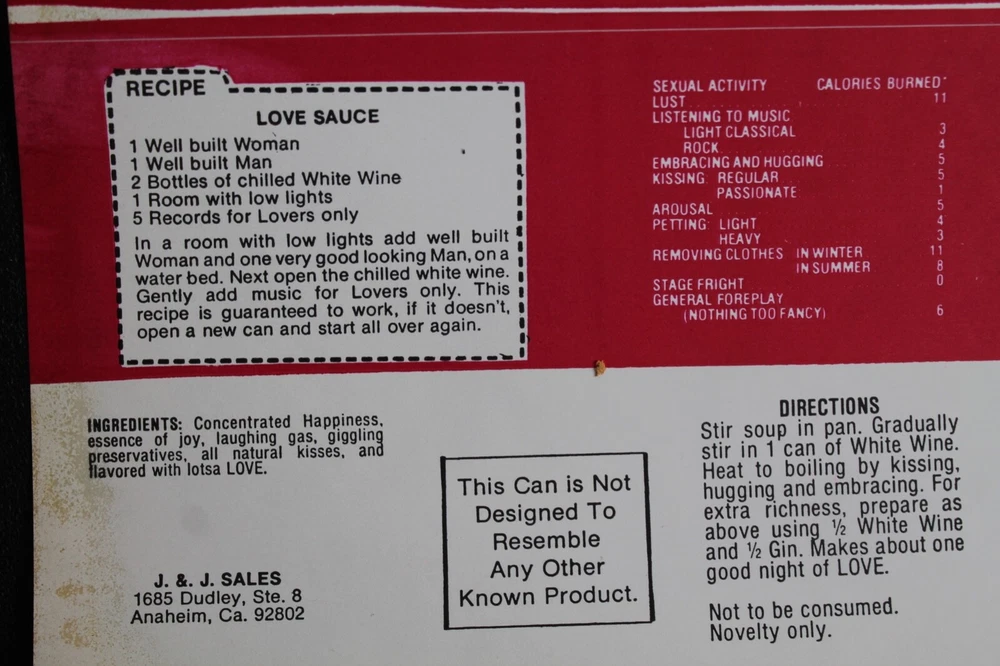 RECIPE
LOVE SAUCE
1 Well built Woman
1 Well built Man
2 Bottles of chilled White Wine
1 Room with low lights
5 Records for Lovers only
In a room with low lights add well built
Woman and one very good looking Man, on a
water bed. Next open the chilled white wine.
Gently add music for Lovers only. This
recipe is guaranteed to work, if it doesn't,
open a new can and start all over again.
SEXUAL ACTIVITY CALORIES BURNED
LUST 11
LISTENING TO MUSIC
LIGHT CLASSICAL 3
ROCK 4
EMBRACING AND HUGGING 5
KISSING REGULAR 5
PASSIONATE 1
AROUSAL 5
PETTING LIGHT 4
HEAVY 3
REMOVING CLOTHES IN WINTER 11
IN SUMMER 8
STAGE FRIGHT 0
GENERAL FOREPLAY
(NOTHING TOO FANCY) 6
INGREDIENTS: Concentrated Happiness,
essence of joy, laughing gas, giggling
preservatives, all natural kisses, and
flavored with lotsa LOVE.
J. &. J. SALES
1685 Dudley, Ste. 8
Anaheim, Ca. 92802
This Can is Not
Designed To
Resemble
Any Other
Known Product.
DIRECTIONS
Stir soup in pan. Gradually
stir in 1 can of White Wine.
Heat to boiling by kissing,
hugging and embracing. For
extra richness, prepare as
above using ½ White Wine
and ½ Gin. Makes about one
good night of LOVE.
Not to be consumed.
Novelty only.